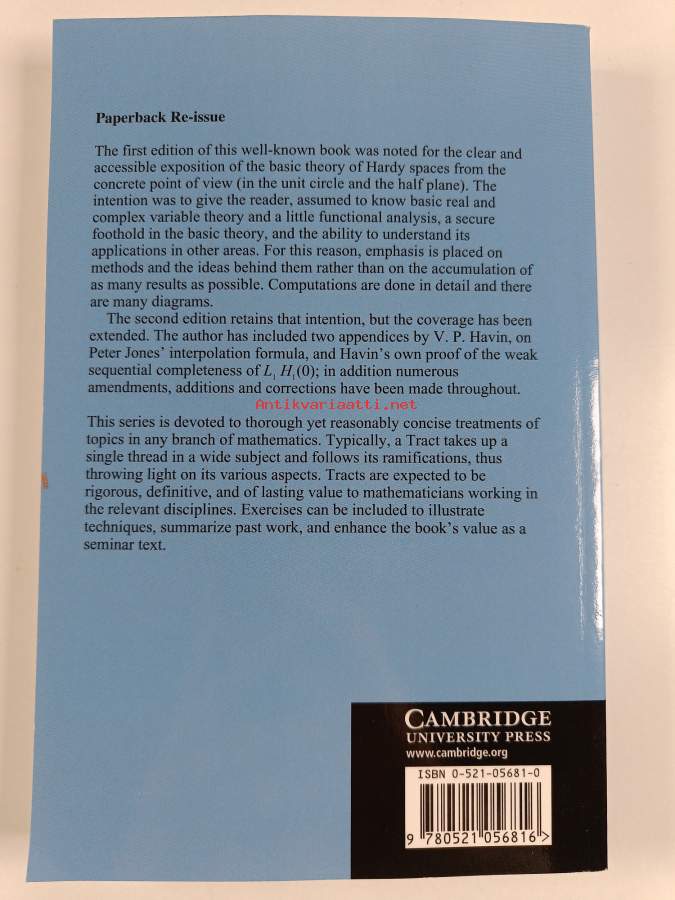 Paperback Re-issue
The first edition of this well-known book was noted for the clear and
accessible exposition of the basic theory of Hardy spaces from the
concrete point of view (in the unit circle and the half plane). The
intention was to give the reader, assumed to know basic real and
complex variable theory and a little functional analysis, a secure
foothold in the basic theory, and the ability to understand its
applications in other areas. For this reason, emphasis is placed on
methods and the ideas behind them rather than on the accumulation of
as many results as possible. Computations are done in detail and there
are many diagrams.
The second edition retains that intention, but the coverage has been
extended. The author has included two appendices by V. P. Havin, on
Peter Jones’ interpolation formula, and Havin’s own proof of the weak
sequential completeness of L₁ H₁(0); in addition numerous
amendments, additions and corrections have been made throughout.
Antikvariaatti.net
This series is devoted to thorough yet reasonably concise treatments of
topics in any branch of mathematics. Typically, a Tract takes up a
single thread in a wide subject and follows its ramifications, thus
throwing light on its various aspects. Tracts are expected to be
rigorous, definitive, and of lasting value to mathematicians working in
the relevant disciplines. Exercises can be included to illustrate
techniques, summarize past work, and enhance the book’s value as a
seminar text.
CAMBRIDGE
UNIVERSITY PRESS
www.cambridge.org
ISBN 0-521-05681-0
9 780521 056816 >